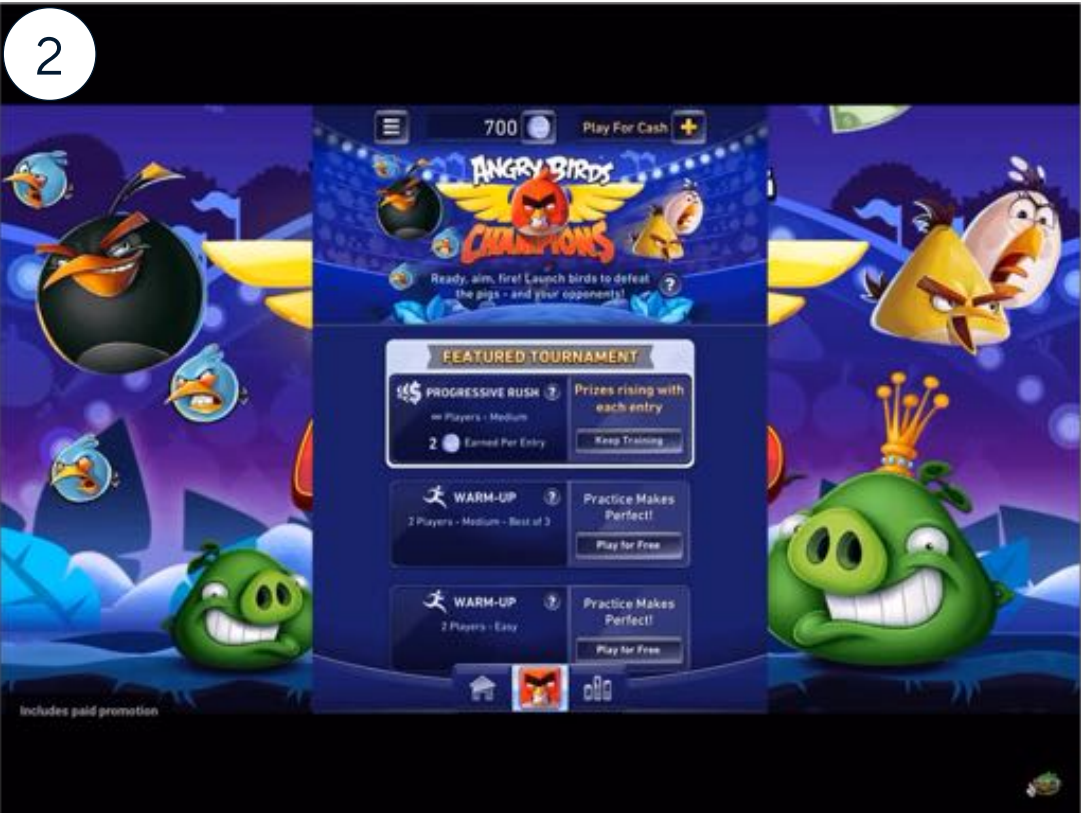 2
700
Play For Cash
ANGRY BIRDS
CHAMPIONS
Ready, aim, fire! Launch birds to defeat
the pigs - and your opponents!
?
FEATURED TOURNAMENT
PROGRESSIVE RUSH ?
∞ Players - Medium
2 Earned Per Entry
Prizes rising with
each entry
Keep Training
WARM-UP ?
2 Players - Medium - Best of 3
Practice Makes
Perfect!
Play for Free
WARM-UP ?
2 Players - Easy
Practice Makes
Perfect!
Play for Free
Includes paid promotion